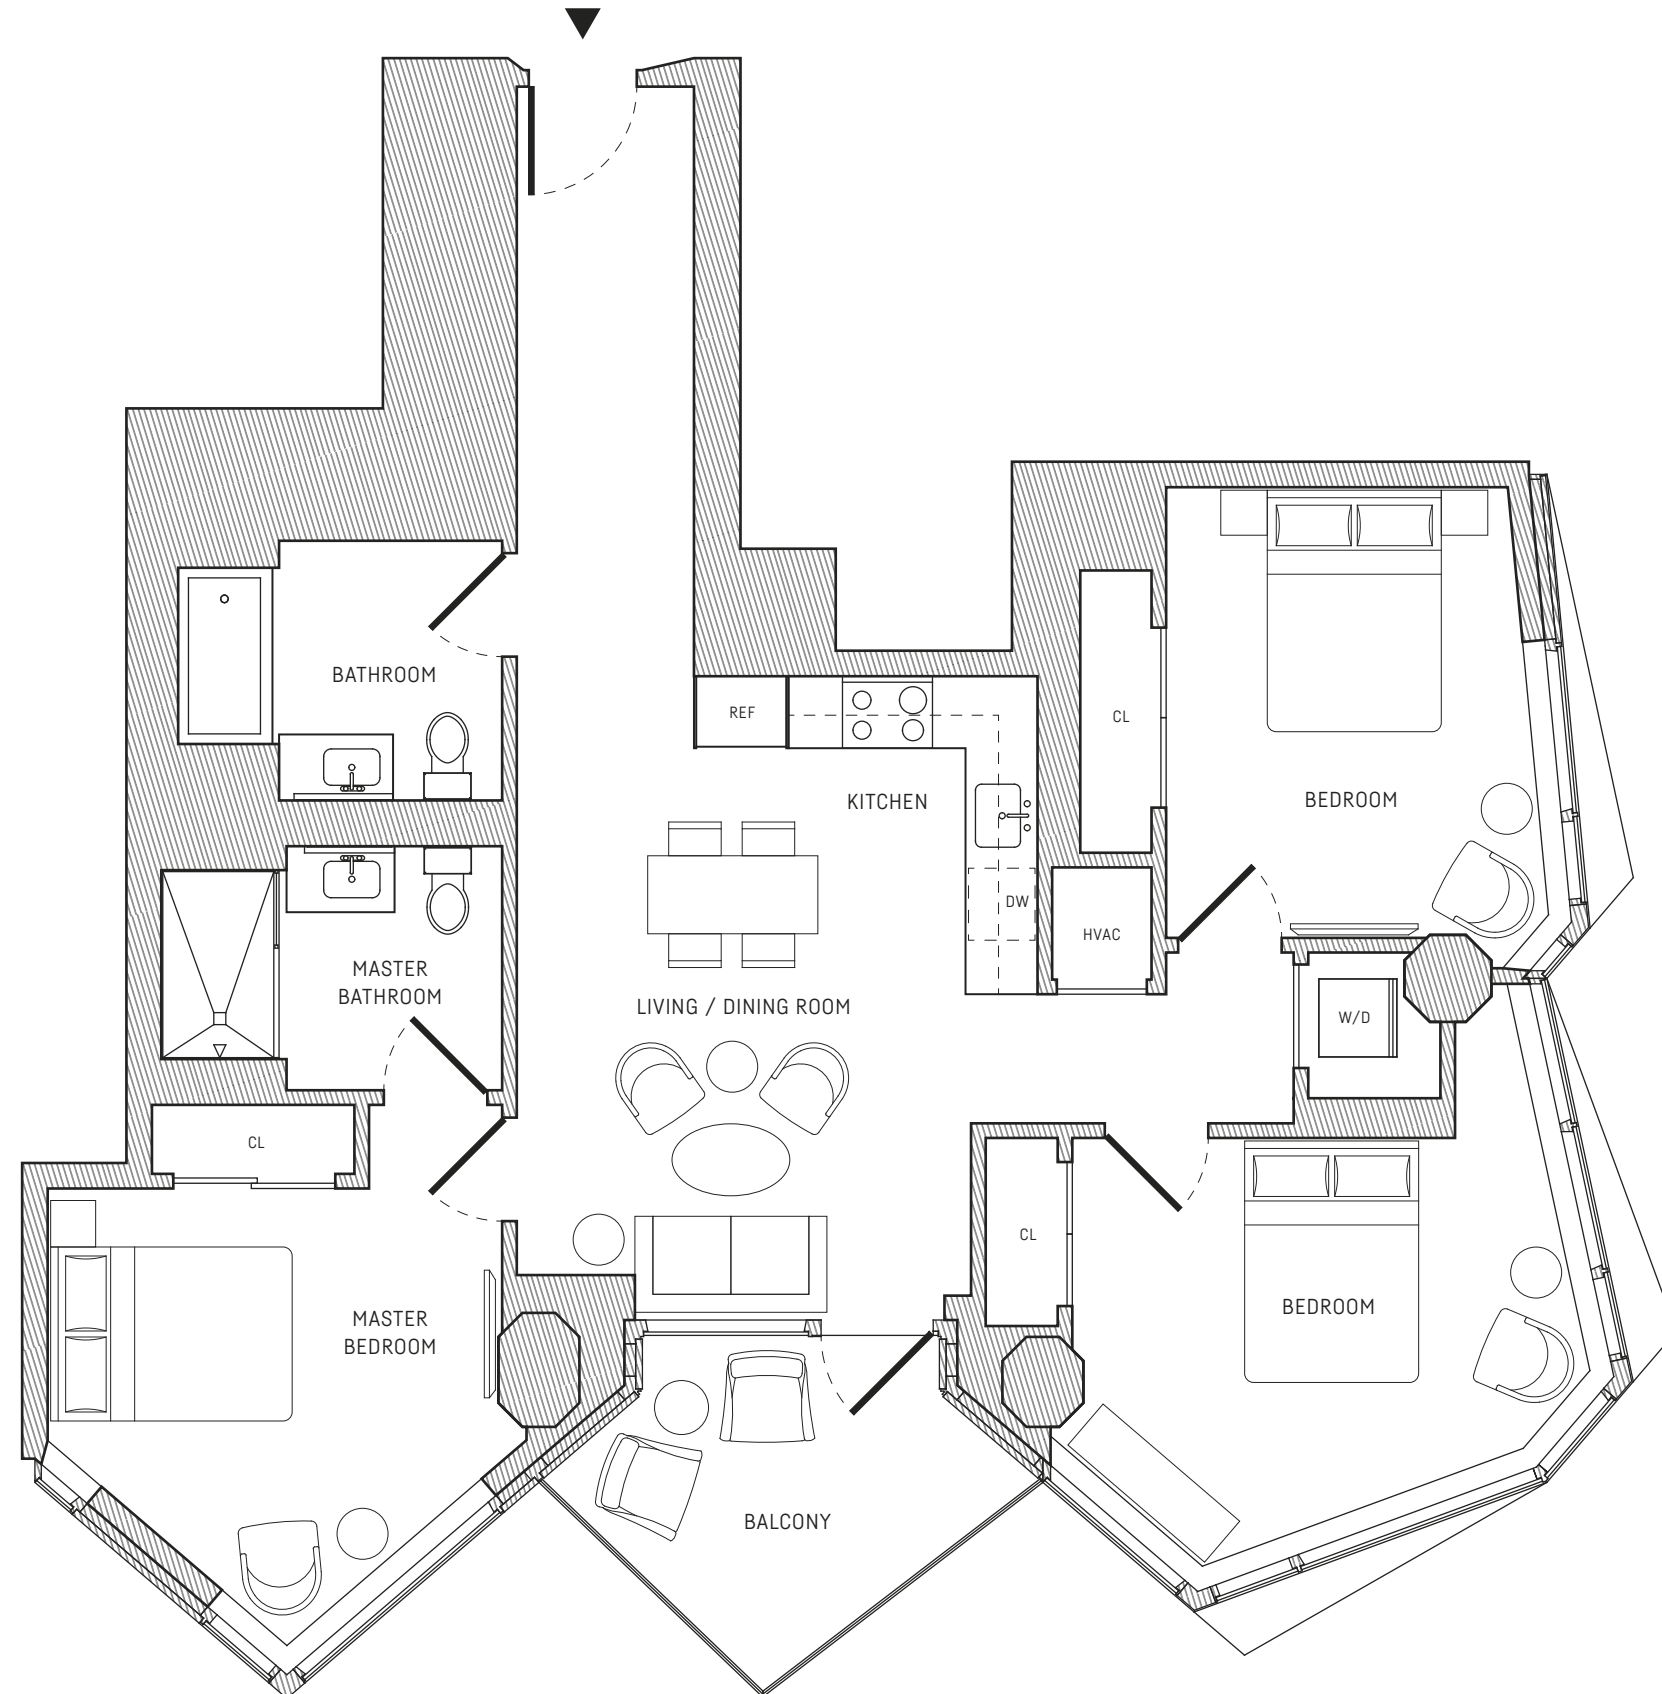 BATHROOM
REF
CL
KITCHEN
BEDROOM
DW
HVAC
MASTER
BATHROOM
LIVING / DINING ROOM
W/D
CL
CL
MASTER
BEDROOM
BEDROOM
BALCONY